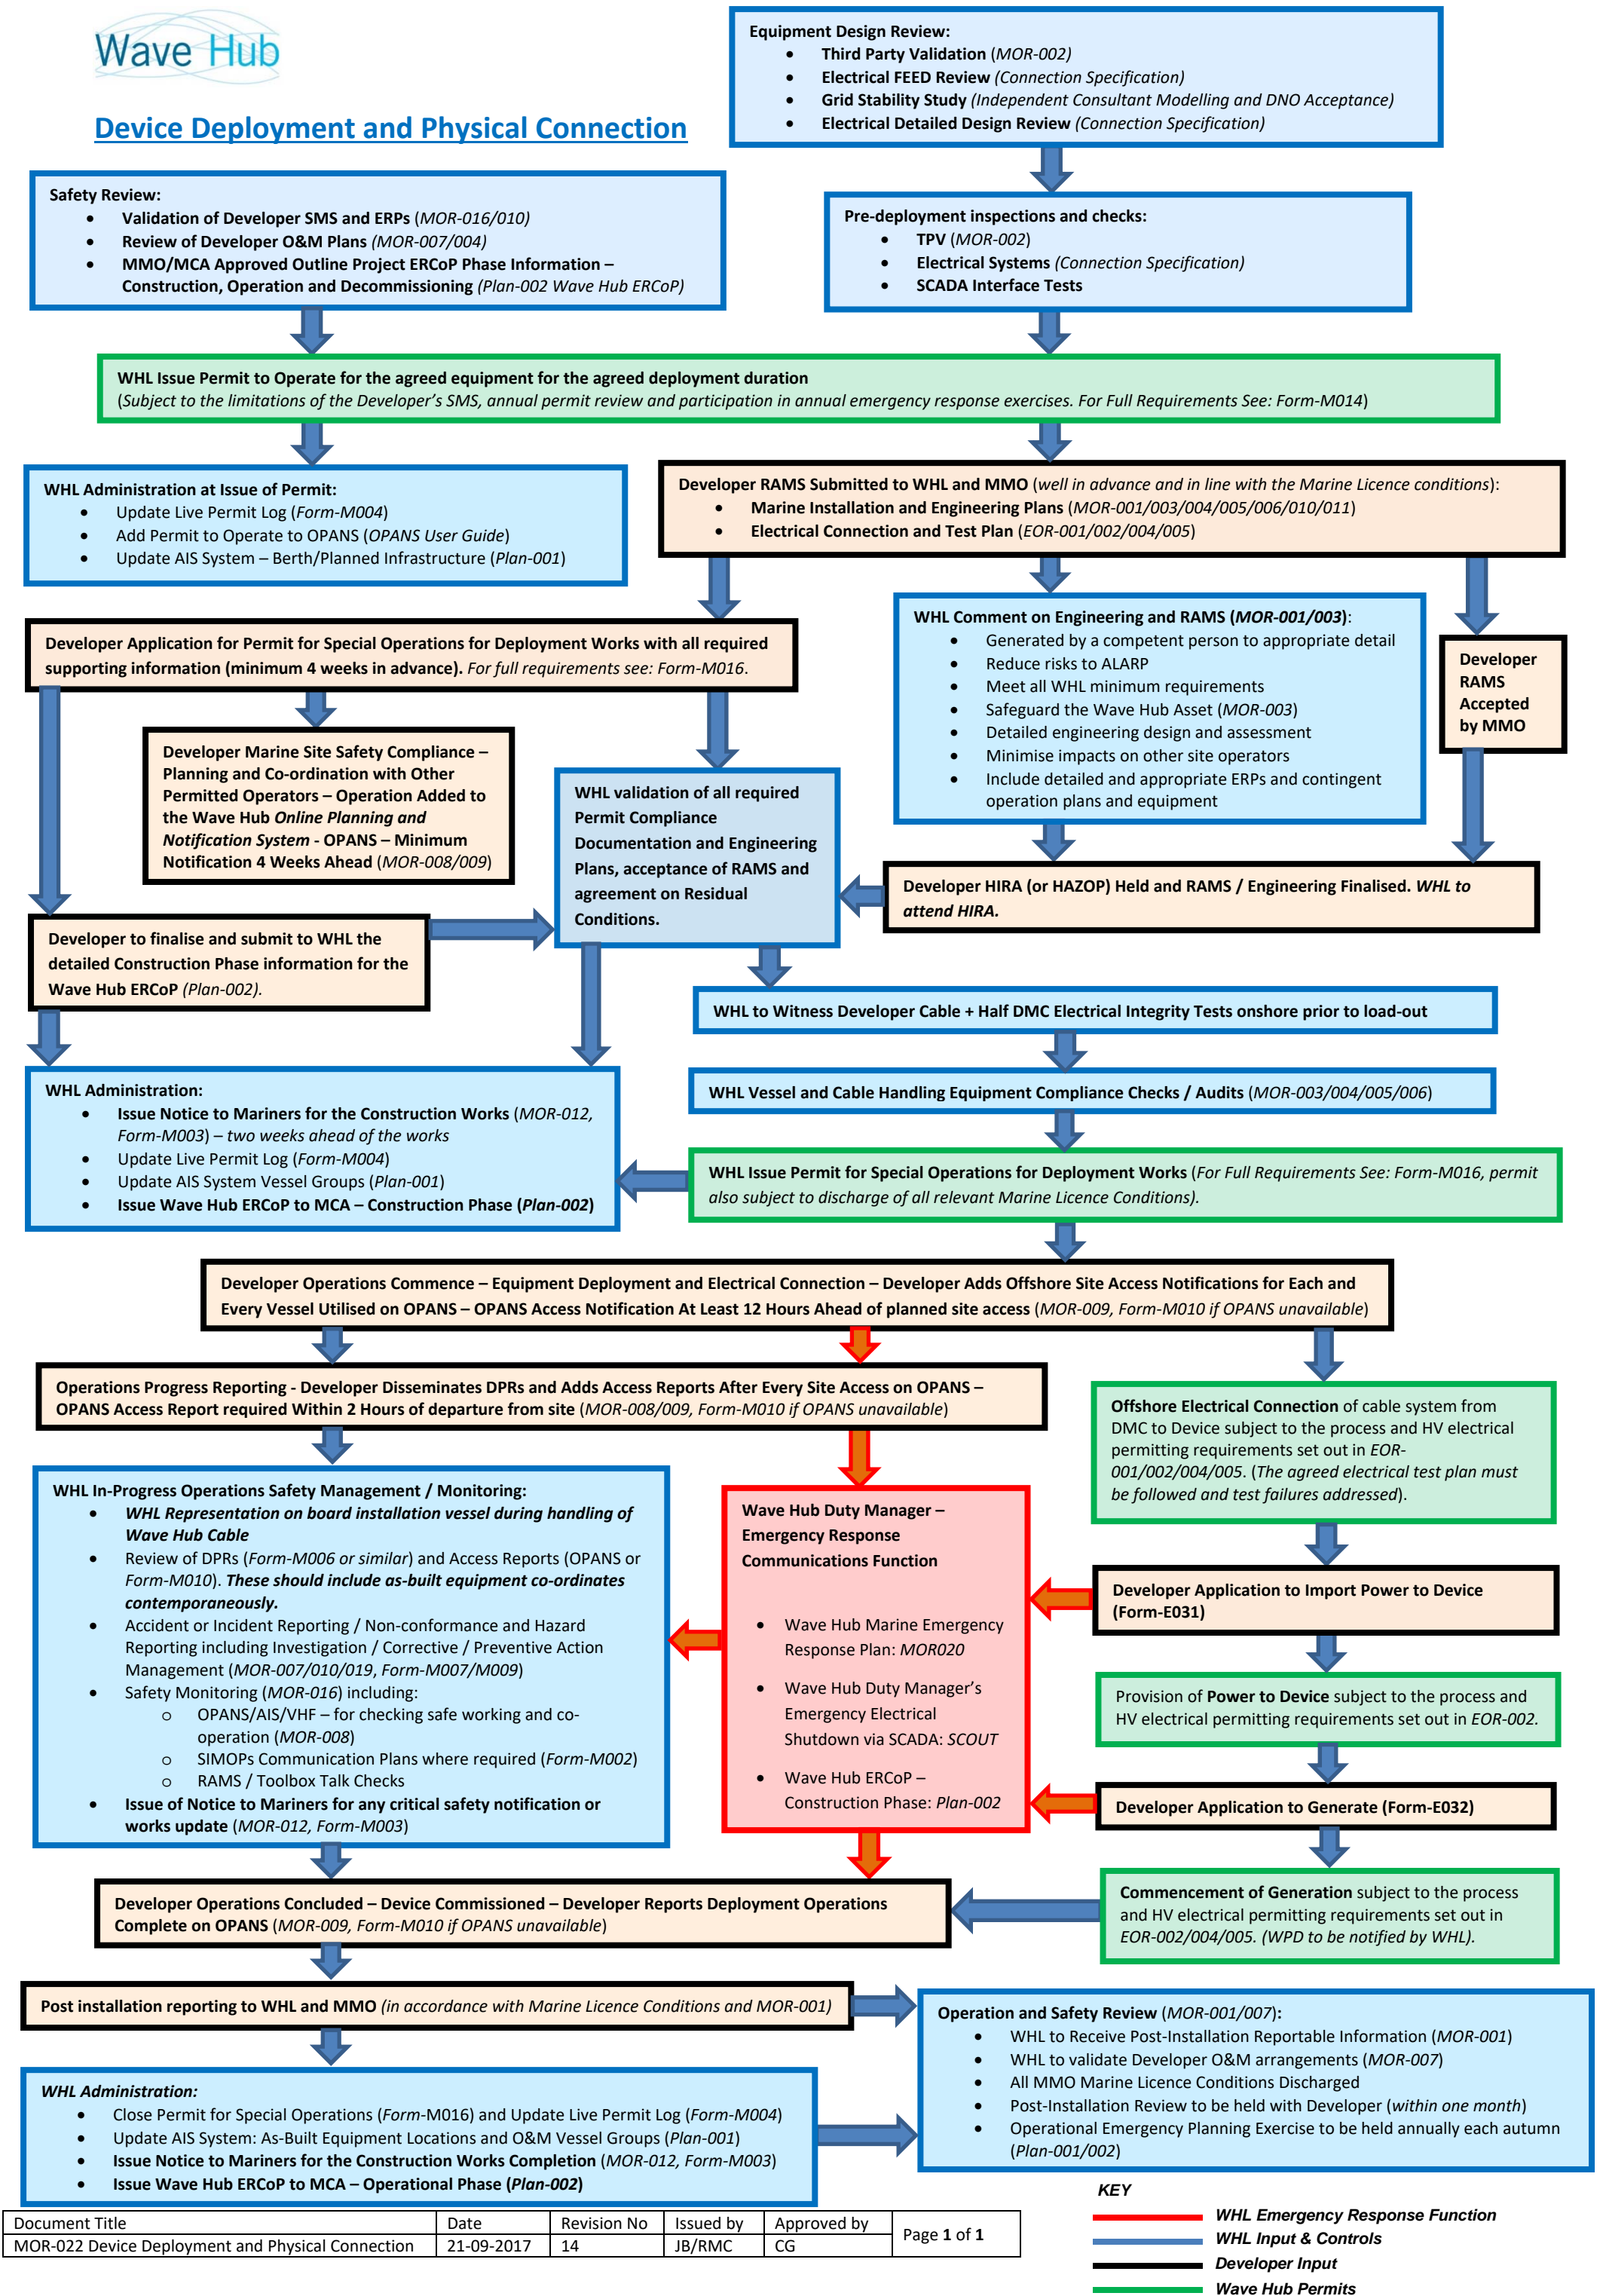 Wave Hub
Device Deployment and Physical Connection
Equipment Design Review:
• Third Party Validation (MOR-002)
• Electrical FEED Review (Connection Specification)
• Grid Stability Study (Independent Consultant Modelling and DNO Acceptance)
• Electrical Detailed Design Review (Connection Specification)
Safety Review:
• Validation of Developer SMS and ERPs (MOR-016/010)
• Review of Developer O&M Plans (MOR-007/004)
• MMO/MCA Approved Outline Project ERCoP Phase Information –
Construction, Operation and Decommissioning (Plan-002 Wave Hub ERCoP)
Pre-deployment inspections and checks:
• TPV (MOR-002)
• Electrical Systems (Connection Specification)
• SCADA Interface Tests
WHL Issue Permit to Operate for the agreed equipment for the agreed deployment duration
(Subject to the limitations of the Developer's SMS, annual permit review and participation in annual emergency response exercises. For Full Requirements See: Form-M014)
WHL Administration at Issue of Permit:
• Update Live Permit Log (Form-M004)
• Add Permit to Operate to OPANS (OPANS User Guide)
• Update AIS System – Berth/Planned Infrastructure (Plan-001)
Developer RAMS Submitted to WHL and MMO (well in advance and in line with the Marine Licence conditions):
• Marine Installation and Engineering Plans (MOR-001/003/004/005/006/010/011)
• Electrical Connection and Test Plan (EOR-001/002/004/005)
Developer Application for Permit for Special Operations for Deployment Works with all required
supporting information (minimum 4 weeks in advance). For full requirements see: Form-M016.
WHL Comment on Engineering and RAMS (MOR-001/003):
• Generated by a competent person to appropriate detail
• Reduce risks to ALARP
• Meet all WHL minimum requirements
• Safeguard the Wave Hub Asset (MOR-003)
• Detailed engineering design and assessment
• Minimise impacts on other site operators
• Include detailed and appropriate ERPs and contingent
operation plans and equipment
Developer
RAMS
Accepted
by MMO
Developer Marine Site Safety Compliance –
Planning and Co-ordination with Other
Permitted Operators – Operation Added to
the Wave Hub Online Planning and
Notification System - OPANS – Minimum
Notification 4 Weeks Ahead (MOR-008/009)
WHL validation of all required
Permit Compliance
Documentation and Engineering
Plans, acceptance of RAMS and
agreement on Residual
Conditions.
Developer HIRA (or HAZOP) Held and RAMS / Engineering Finalised. WHL to
attend HIRA.
Developer to finalise and submit to WHL the
detailed Construction Phase information for the
Wave Hub ERCoP (Plan-002).
WHL to Witness Developer Cable + Half DMC Electrical Integrity Tests onshore prior to load-out
WHL Administration:
• Issue Notice to Mariners for the Construction Works (MOR-012,
Form-M003) – two weeks ahead of the works
• Update Live Permit Log (Form-M004)
• Update AIS System Vessel Groups (Plan-001)
• Issue Wave Hub ERCoP to MCA – Construction Phase (Plan-002)
WHL Vessel and Cable Handling Equipment Compliance Checks / Audits (MOR-003/004/005/006)
WHL Issue Permit for Special Operations for Deployment Works (For Full Requirements See: Form-M016, permit
also subject to discharge of all relevant Marine Licence Conditions).
Developer Operations Commence – Equipment Deployment and Electrical Connection – Developer Adds Offshore Site Access Notifications for Each and
Every Vessel Utilised on OPANS – OPANS Access Notification At Least 12 Hours Ahead of planned site access (MOR-009, Form-M010 if OPANS unavailable)
Operations Progress Reporting - Developer Disseminates DPRs and Adds Access Reports After Every Site Access on OPANS –
OPANS Access Report required Within 2 Hours of departure from site (MOR-008/009, Form-M010 if OPANS unavailable)
Offshore Electrical Connection of cable system from
DMC to Device subject to the process and HV electrical
permitting requirements set out in EOR-
001/002/004/005. (The agreed electrical test plan must
be followed and test failures addressed).
WHL In-Progress Operations Safety Management / Monitoring:
• WHL Representation on board installation vessel during handling of
Wave Hub Cable
• Review of DPRs (Form-M006 or similar) and Access Reports (OPANS or
Form-M010). These should include as-built equipment co-ordinates
contemporaneously.
• Accident or Incident Reporting / Non-conformance and Hazard
Reporting including Investigation / Corrective / Preventive Action
Management (MOR-007/010/019, Form-M007/M009)
• Safety Monitoring (MOR-016) including:
o OPANS/AIS/VHF – for checking safe working and co-
operation (MOR-008)
o SIMOPs Communication Plans where required (Form-M002)
o RAMS / Toolbox Talk Checks
• Issue of Notice to Mariners for any critical safety notification or
works update (MOR-012, Form-M003)
Wave Hub Duty Manager –
Emergency Response
Communications Function
• Wave Hub Marine Emergency
Response Plan: MOR020
• Wave Hub Duty Manager's
Emergency Electrical
Shutdown via SCADA: SCOUT
• Wave Hub ERCoP –
Construction Phase: Plan-002
Developer Application to Import Power to Device
(Form-E031)
Provision of Power to Device subject to the process and
HV electrical permitting requirements set out in EOR-002.
Developer Application to Generate (Form-E032)
Commencement of Generation subject to the process
and HV electrical permitting requirements set out in
EOR-002/004/005. (WPD to be notified by WHL).
Developer Operations Concluded – Device Commissioned – Developer Reports Deployment Operations
Complete on OPANS (MOR-009, Form-M010 if OPANS unavailable)
Post installation reporting to WHL and MMO (in accordance with Marine Licence Conditions and MOR-001)
Operation and Safety Review (MOR-001/007):
• WHL to Receive Post-Installation Reportable Information (MOR-001)
• WHL to validate Developer O&M arrangements (MOR-007)
• All MMO Marine Licence Conditions Discharged
• Post-Installation Review to be held with Developer (within one month)
• Operational Emergency Planning Exercise to be held annually each autumn
(Plan-001/002)
WHL Administration:
• Close Permit for Special Operations (Form-M016) and Update Live Permit Log (Form-M004)
• Update AIS System: As-Built Equipment Locations and O&M Vessel Groups (Plan-001)
• Issue Notice to Mariners for the Construction Works Completion (MOR-012, Form-M003)
• Issue Wave Hub ERCoP to MCA – Operational Phase (Plan-002)
Document Title Date Revision No Issued by Approved by Page 1 of 1
MOR-022 Device Deployment and Physical Connection 21-09-2017 14 JB/RMC CG
KEY
WHL Emergency Response Function
WHL Input & Controls
Developer Input
Wave Hub Permits